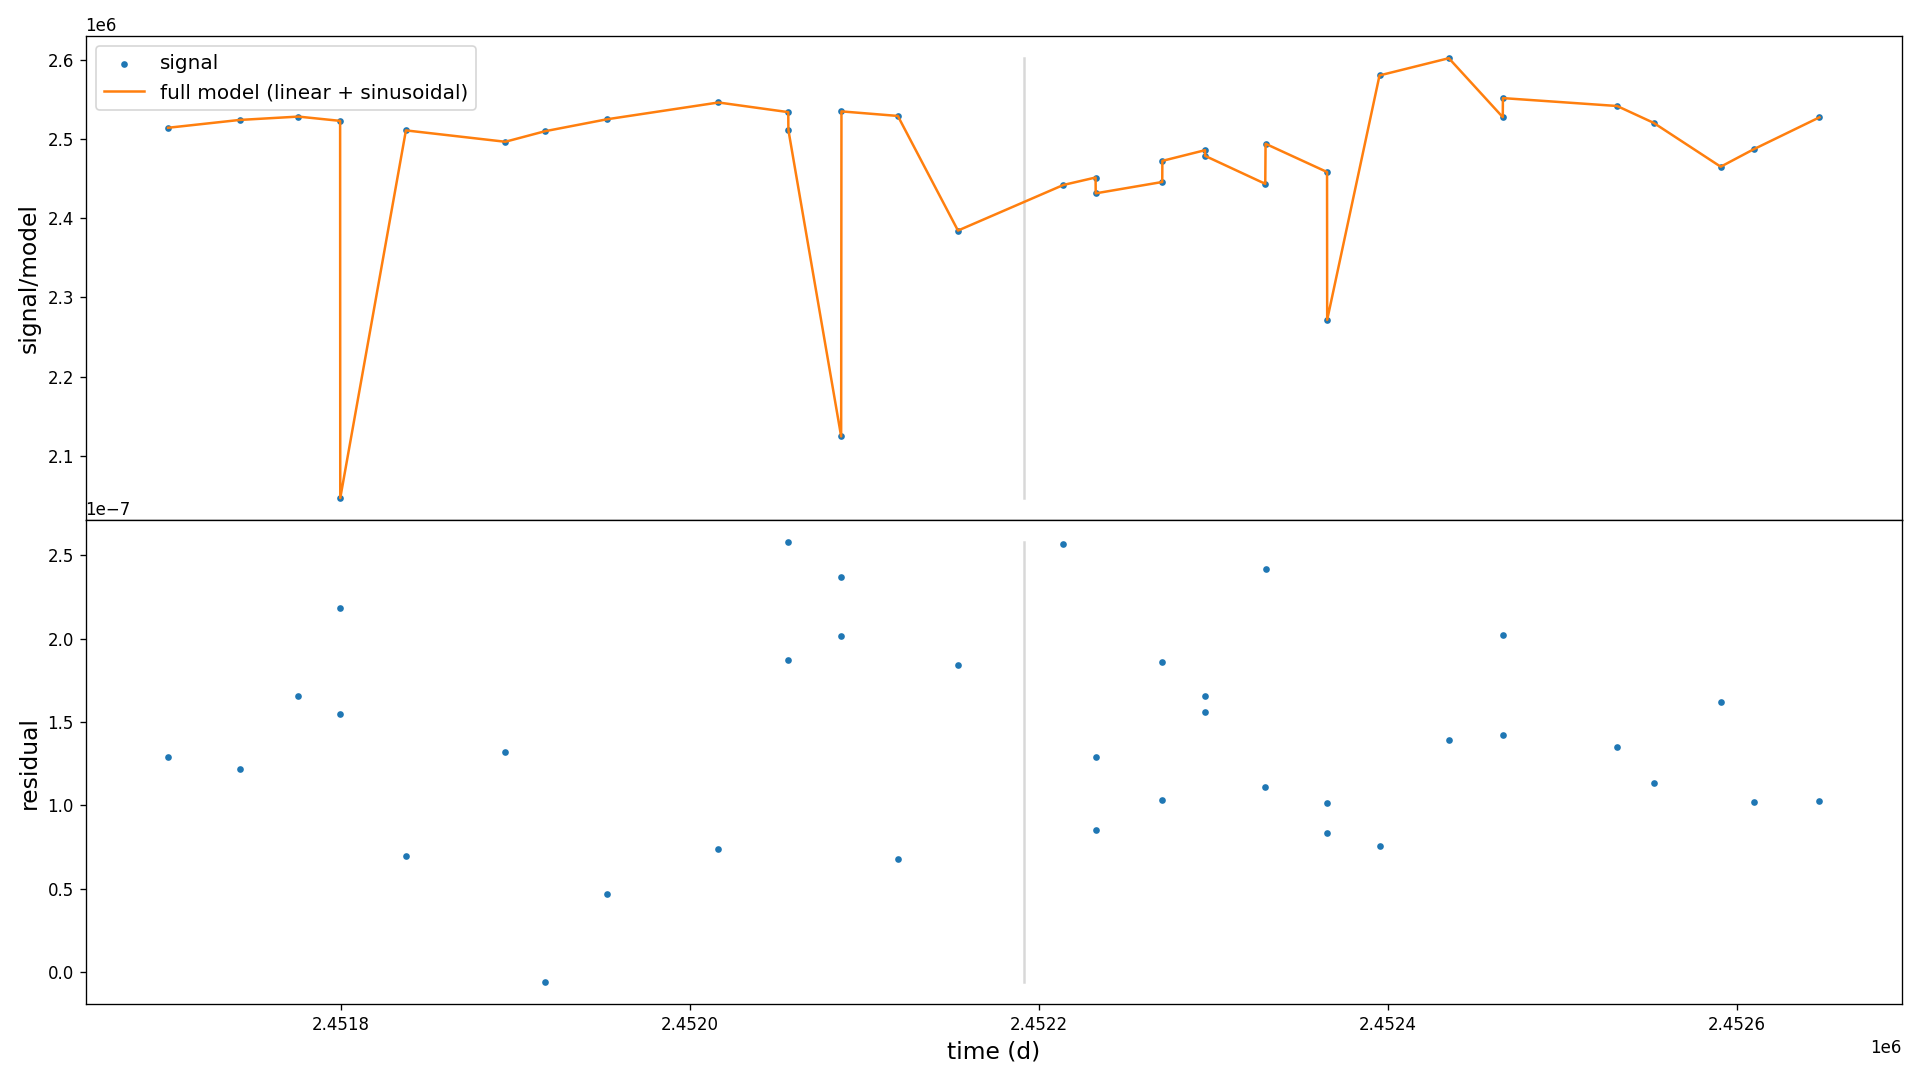 1e6
signal
full model (linear + sinusoidal)
2.6
2.5
2.4
2.3
2.2
2.1
signal/model
1e−7
2.5
2.0
1.5
1.0
0.5
0.0
residual
2.4518
2.4520
2.4522
2.4524
2.4526
time (d)
1e6